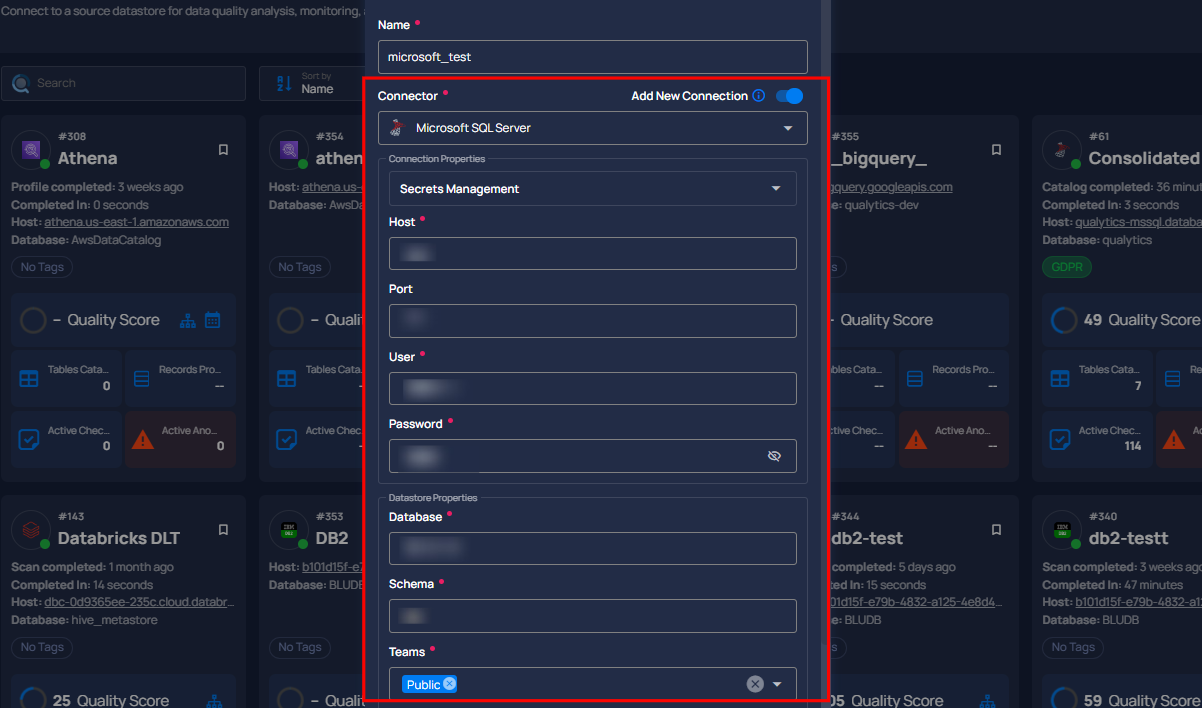 Connect to a source datastore for data quality analysis, monitoring,
Search
Sort by
Name
#308
Athena
Profile completed: 3 weeks ago
Completed In: 0 seconds
Host: athena.us-east-1.amazonaws.com
Database: AwsDataCatalog
No Tags
– Quality Score
Tables Cata...
0
Records Pro...
--
Active Chec...
0
Active Ano...
0
#354
athen
Host: athena.us-
Database: AwsDa
No Tags
– Quali
Tables Cata..
Active Chec
Name *
microsoft_test
Connector *
Add New Connection
Microsoft SQL Server
Connection Properties
Secrets Management
Host *
Port
User *
Password *
Datastore Properties
Database *
Schema *
Teams *
Public
#355
_bigquery_
gquery.googleapis.com
e: qualytics-dev
s
Quality Score
bles Cata...
--
Records Pro...
--
ctive Chec...
--
Active Ano...
--
#61
Consolidated
Catalog completed: 36 minut
Completed In: 3 seconds
Host: qualytics-mssql.databa
Database: qualytics
GDPR
49 Quality Score
Tables Cata...
7
Re
Active Chec...
114
Ac
#143
Databricks DLT
Scan completed: 1 month ago
Completed In: 14 seconds
Host: dbc-0d9365ee-235c.cloud.databr...
Database: hive_metastore
No Tags
25 Quality Score
#353
DB2
Host: b101d15f-e7
Database: BLUDB
No Tags
– Quali
#344
db2-test
completed: 5 days ago
ted In: 15 seconds
101d15f-e79b-4832-a125-4e8d4...
e: BLUDB
s
05 Quality Score
#340
db2-testt
Scan completed: 3 weeks ago
Completed In: 47 minutes
Host: b101d15f-e79b-4832-a1
Database: BLUDB
No Tags
59 Quality Score